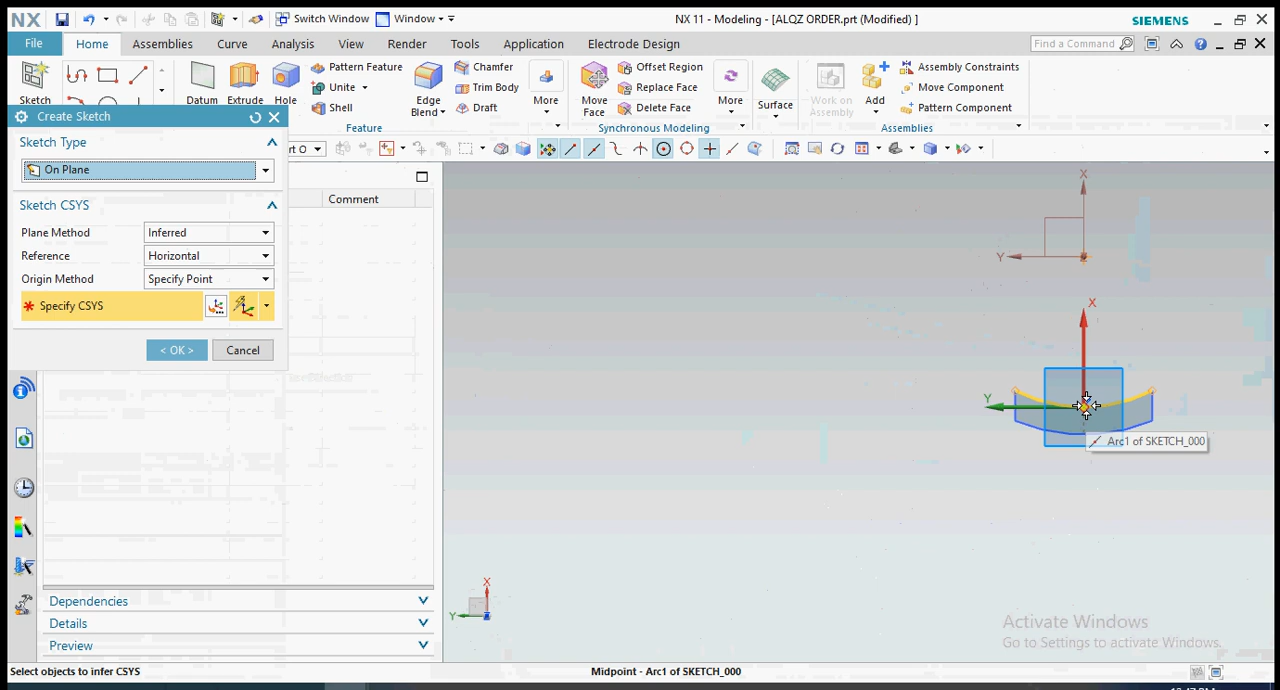 NX
Switch Window
Window
NX 11 - Modeling - [ALQZ ORDER.prt (Modified) ]
SIEMENS
File
Home
Assemblies
Curve
Analysis
View
Render
Tools
Application
Electrode Design
Find a Command
Sketch
Datum
Extrude
Hole
Pattern Feature
Unite
Shell
Edge Blend
Chamfer
Trim Body
Draft
More
Feature
Move Face
Offset Region
Replace Face
Delete Face
More
Synchronous Modeling
Surface
Work on Assembly
Add
Assembly Constraints
Move Component
Pattern Component
Assemblies
Create Sketch
rt O
Sketch Type
On Plane
Sketch CSYS
Plane Method
Inferred
Reference
Horizontal
Origin Method
Specify Point
* Specify CSYS
< OK >
Cancel
Comment
X
Y
X
Y
Arc1 of SKETCH_000
X
Y
Dependencies
Details
Preview
Activate Windows
Go to Settings to activate Windows.
Select objects to infer CSYS
Midpoint - Arc1 of SKETCH_000